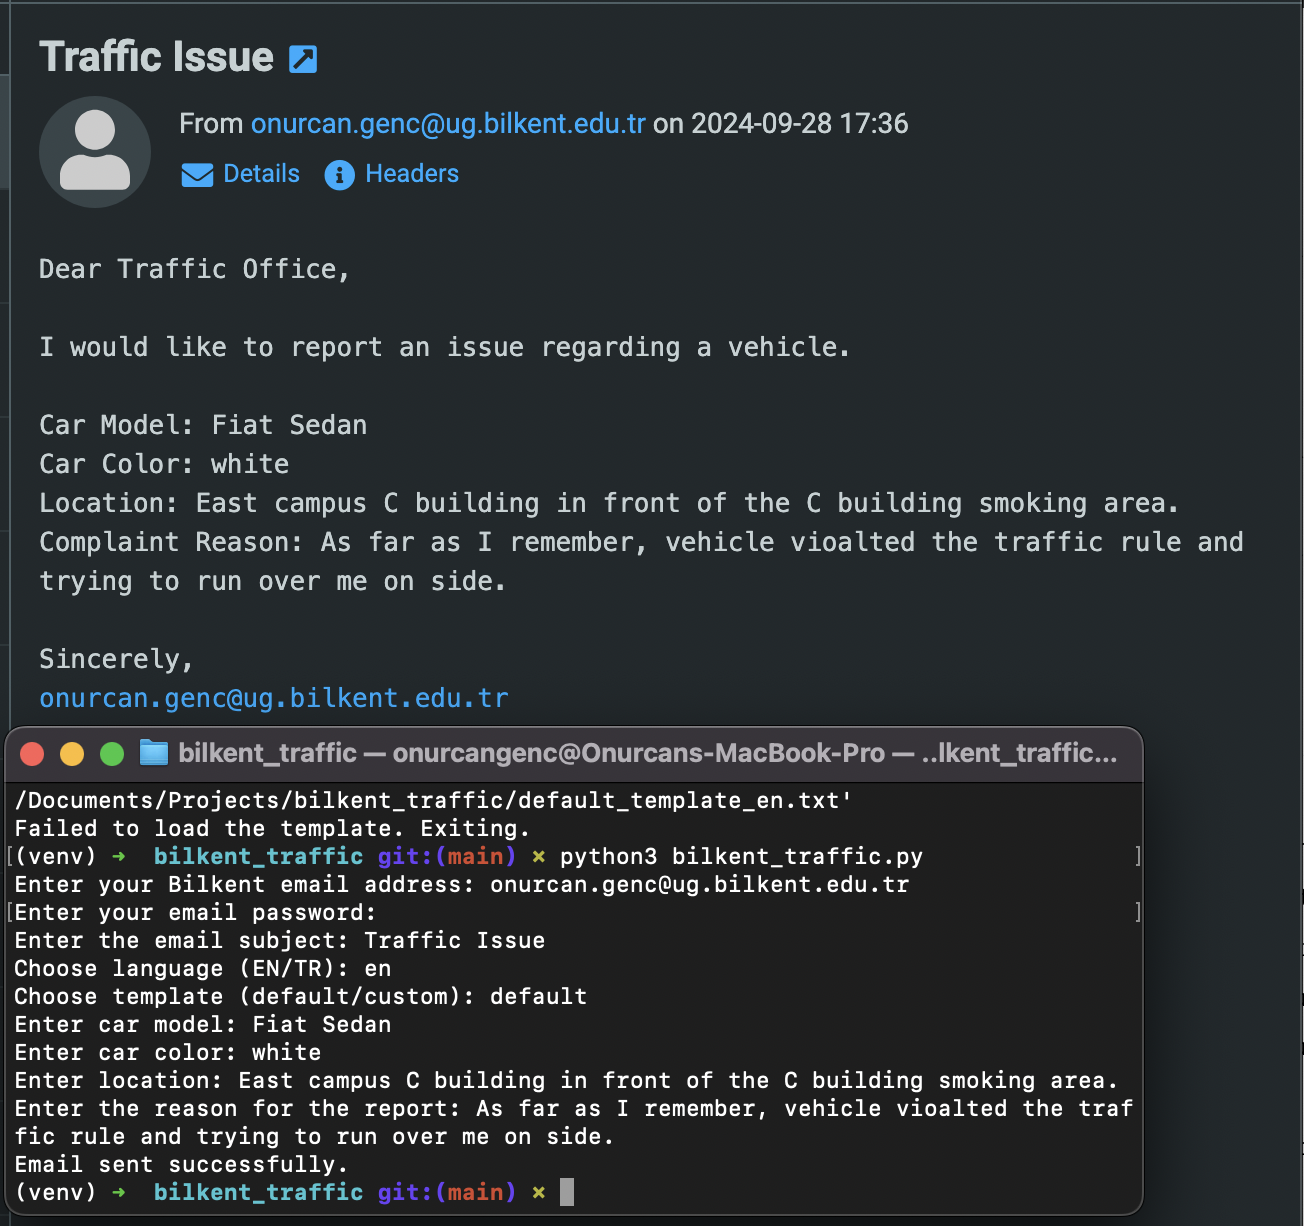 Traffic Issue
From onurcan.genc@ug.bilkent.edu.tr on 2024-09-28 17:36
Details Headers
Dear Traffic Office,
I would like to report an issue regarding a vehicle.
Car Model: Fiat Sedan
Car Color: white
Location: East campus C building in front of the C building smoking area.
Complaint Reason: As far as I remember, vehicle vioalted the traffic rule and
trying to run over me on side.
Sincerely,
onurcan.genc@ug.bilkent.edu.tr
bilkent_traffic — onurcangenc@Onurcans-MacBook-Pro — ..lkent_traffic...
/Documents/Projects/bilkent_traffic/default_template_en.txt'
Failed to load the template. Exiting.
[(venv) ➜  bilkent_traffic git:(main) ✗ python3 bilkent_traffic.py ]
Enter your Bilkent email address: onurcan.genc@ug.bilkent.edu.tr
[Enter your email password: ]
Enter the email subject: Traffic Issue
Choose language (EN/TR): en
Choose template (default/custom): default
Enter car model: Fiat Sedan
Enter car color: white
Enter location: East campus C building in front of the C building smoking area.
Enter the reason for the report: As far as I remember, vehicle vioalted the traf
fic rule and trying to run over me on side.
Email sent successfully.
(venv) ➜  bilkent_traffic git:(main) ✗